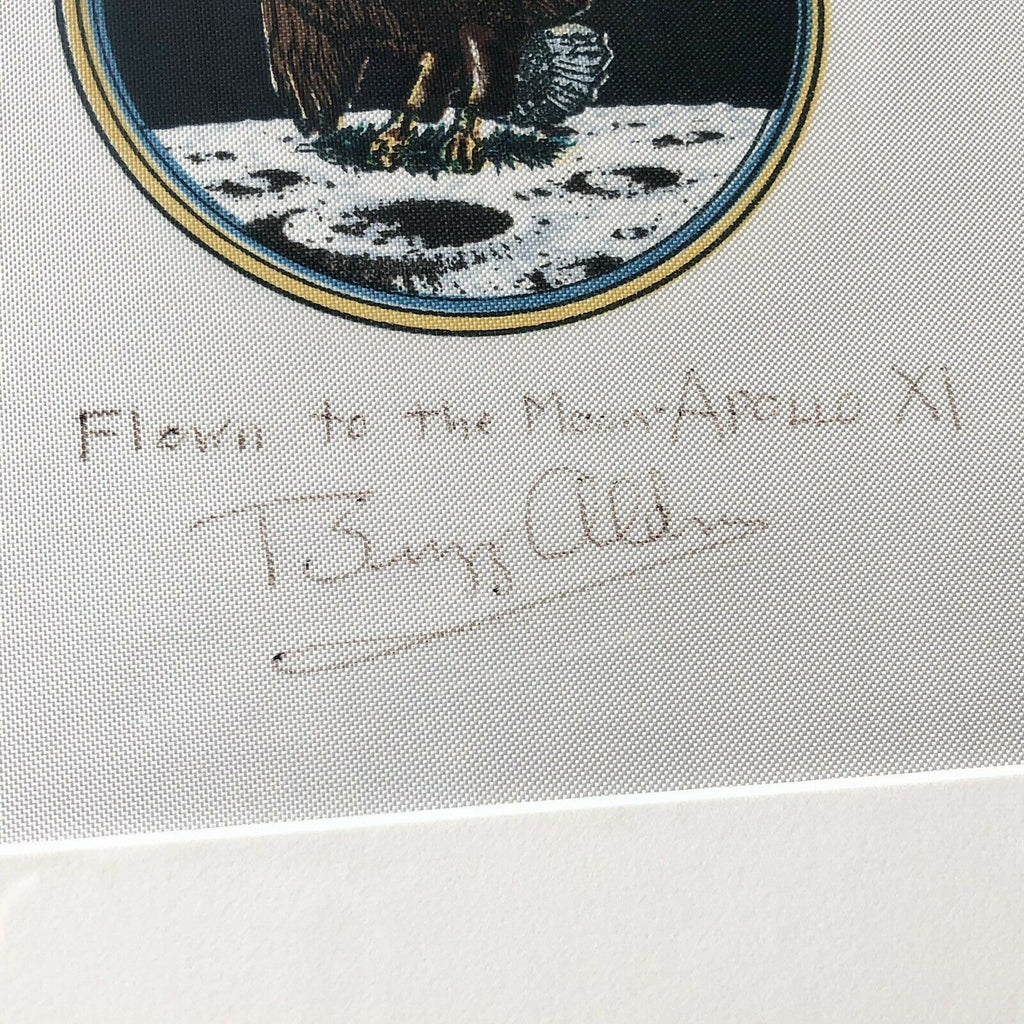 Flown to the Moon-Apollo XI
Buzz Aldrin